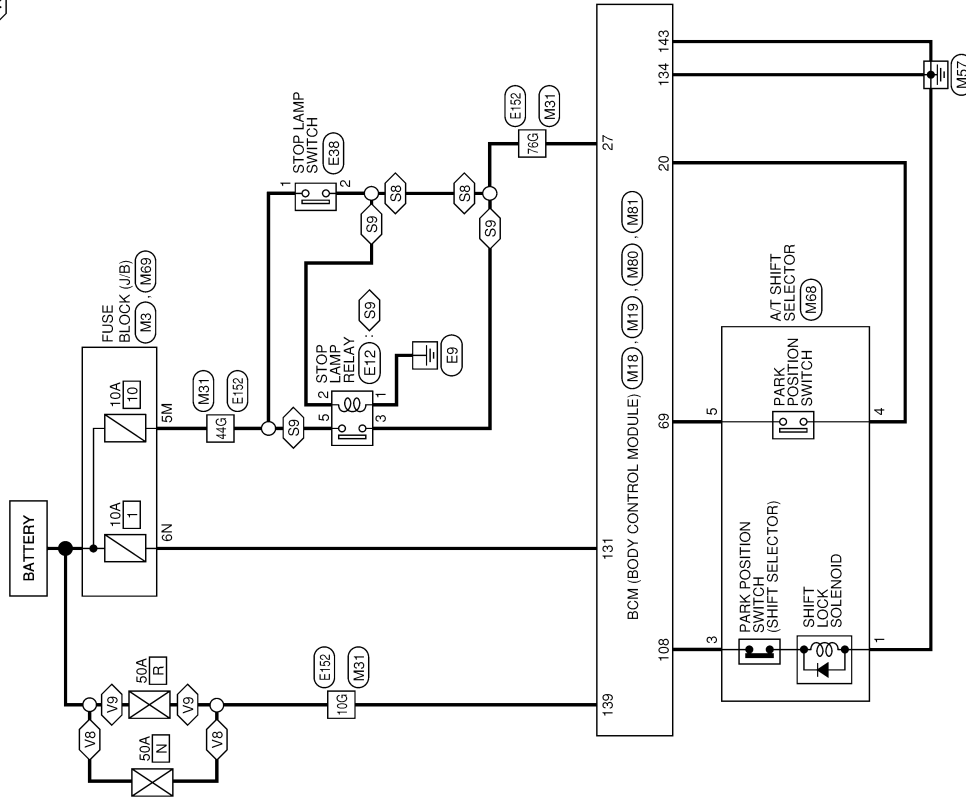 BATTERY
50A
N
V8
V8
50A
R
V9
V9
10A
1
10A
10
FUSE
BLOCK (J/B)
M3 , M69
6N
5M
M31
44G
E152
S9
STOP LAMP
SWITCH
E38
1
2
S9
S8
S8
S9
STOP
LAMP
RELAY
E12 : S9
2
5
1
3
E9
E152
10G
M31
E152
76G
M31
139
131
27
143
134
20
BCM (BODY CONTROL MODULE) M18 , M19 , M80 , M81
108
69
M57
3
5
PARK POSITION
SWITCH
(SHIFT SELECTOR)
SHIFT
LOCK
SOLENOID
PARK
POSITION
SWITCH
A/T SHIFT
SELECTOR
M68
1
4